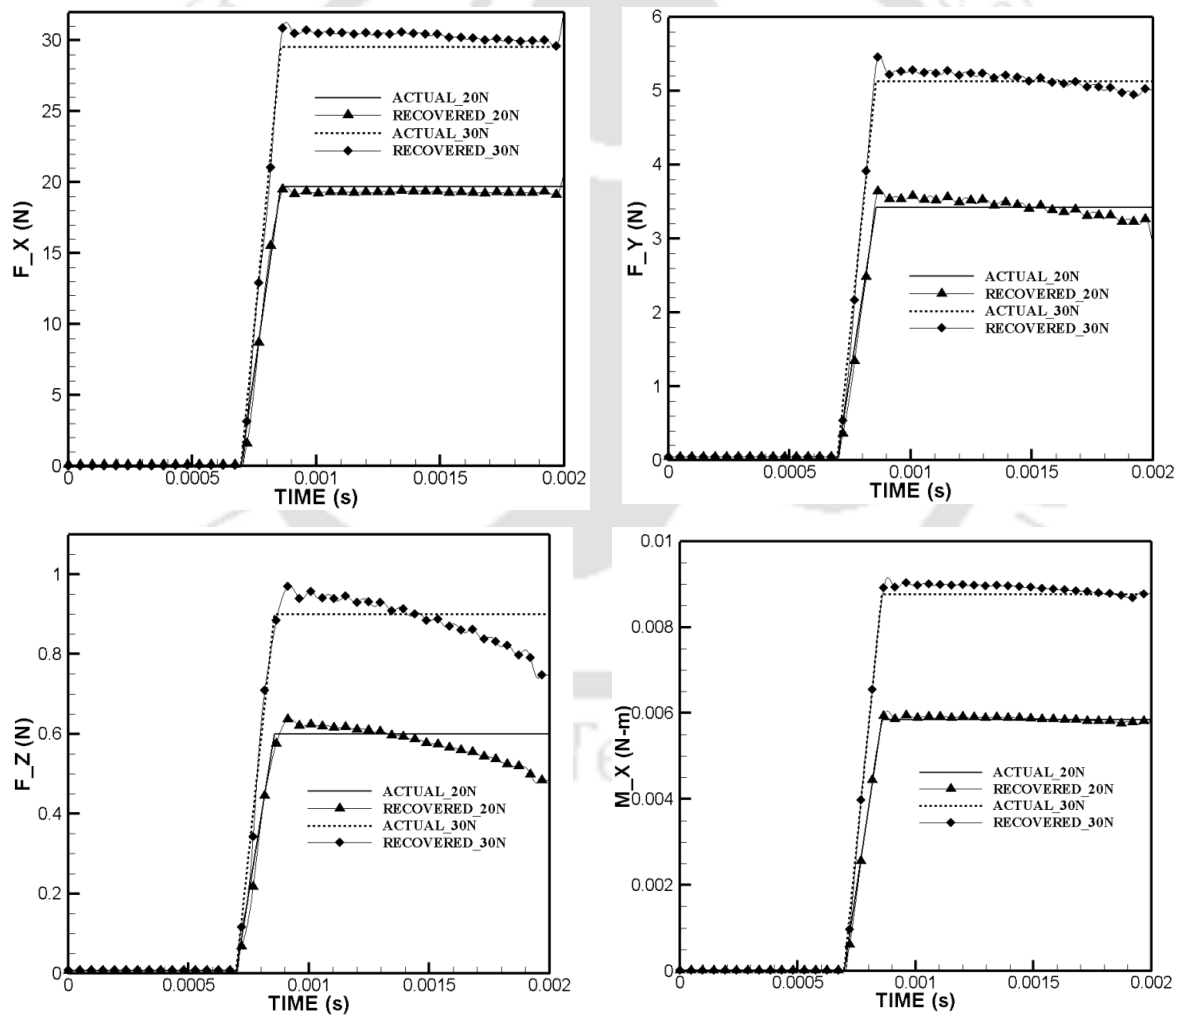 F_X (N)
30
25
20
15
10
5
0
0
0.0005
0.001
0.0015
0.002
TIME (s)
ACTUAL_20N
RECOVERED_20N
ACTUAL_30N
RECOVERED_30N
F_Y (N)
6
5
4
3
2
1
0
0
0.0005
0.001
0.0015
0.002
TIME (s)
ACTUAL_20N
RECOVERED_20N
ACTUAL_30N
RECOVERED_30N
F_Z (N)
1
0.8
0.6
0.4
0.2
0
0
0.0005
0.001
0.0015
0.002
TIME (s)
ACTUAL_20N
RECOVERED_20N
ACTUAL_30N
RECOVERED_30N
M_X (N-m)
0.01
0.008
0.006
0.004
0.002
0
0
0.0005
0.001
0.0015
0.002
TIME (s)
ACTUAL_20N
RECOVERED_20N
ACTUAL_30N
RECOVERED_30N